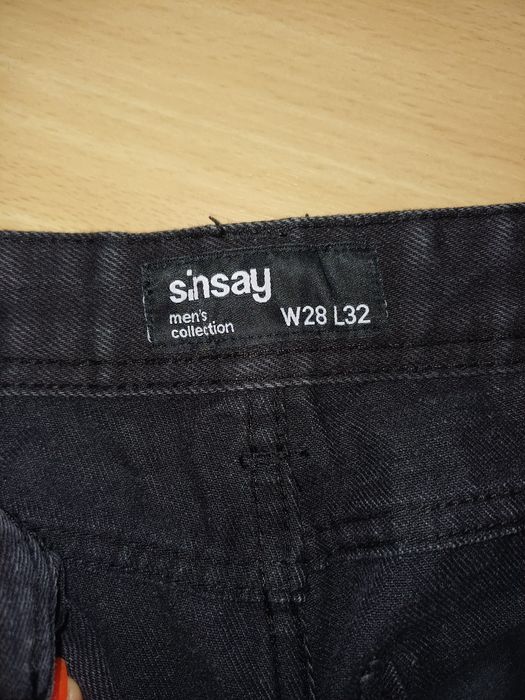 sinsay
men's
collection
W28 L32